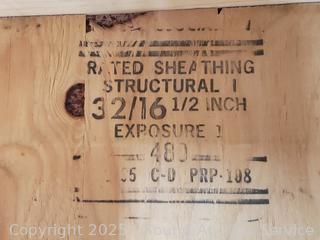 RATED SHEATHING
STRUCTURAL I
32/16 1/2 INCH
EXPOSURE 1
480
C-D PRP-108
Copyright 2025